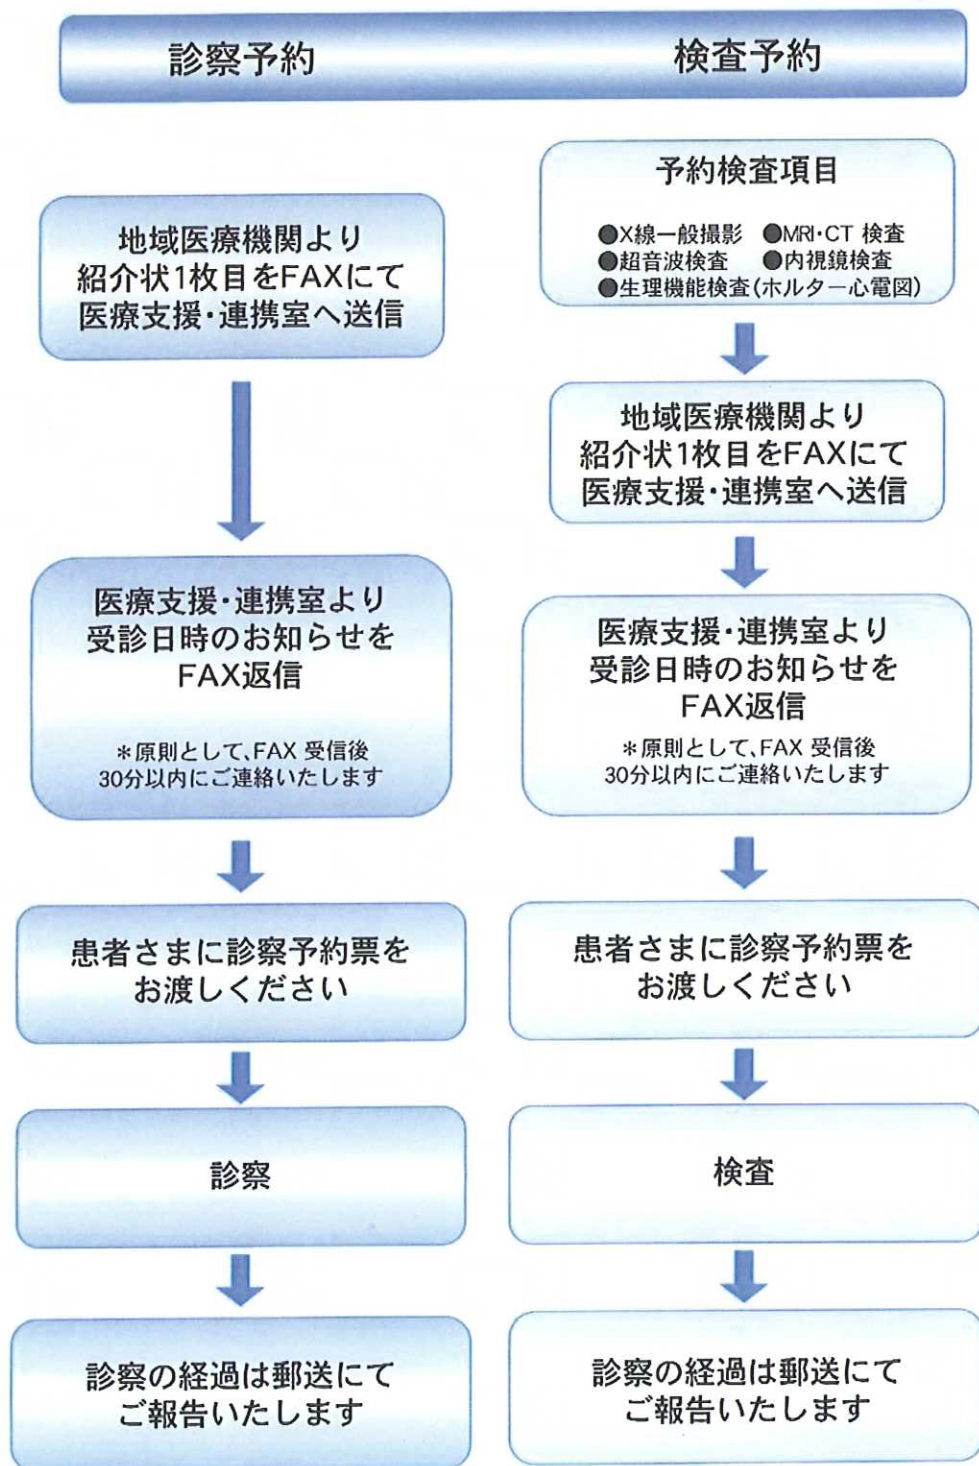 診察予約
検査予約
地域医療機関より
紹介状1枚目をFAXにて
医療支援・連携室へ送信
医療支援・連携室より
受診日時のお知らせを
FAX返信
*原則として、FAX 受信後
30分以内にご連絡いたします
患者さまに診察予約票を
お渡しください
診察
診察の経過は郵送にて
ご報告いたします
予約検査項目
●X線一般撮影 ●MRI・CT 検査
●超音波検査 ●内視鏡検査
●生理機能検査(ホルター心電図)
地域医療機関より
紹介状1枚目をFAXにて
医療支援・連携室へ送信
医療支援・連携室より
受診日時のお知らせを
FAX返信
*原則として、FAX 受信後
30分以内にご連絡いたします
患者さまに診察予約票を
お渡しください
検査
診察の経過は郵送にて
ご報告いたします